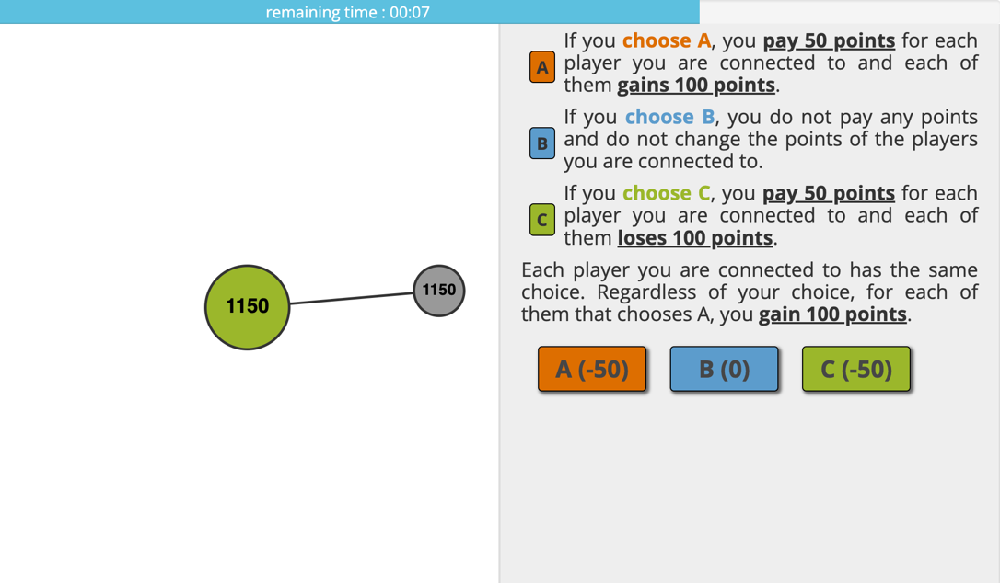 remaining time : 00:07
If you choose A, you pay 50 points for each
A
player you are connected to and each of
them gains 100 points.
If you choose B, you do not pay any points
B
and do not change the points of the players
you are connected to.
If you choose C, you pay 50 points for each
C
player you are connected to and each of
them loses 100 points.
Each player you are connected to has the same
choice. Regardless of your choice, for each of
them that chooses A, you gain 100 points.
A (-50)
B (0)
C (-50)
1150
1150